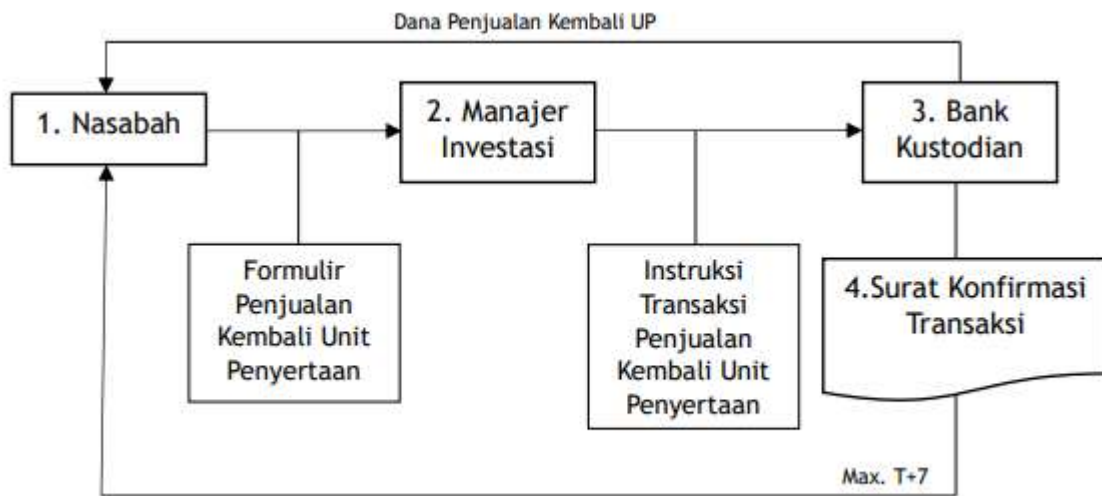 Dana Penjualan Kembali UP
1. Nasabah
2. Manajer
Investasi
3. Bank
Kustodian
Formulir
Penjualan
Kembali Unit
Penyertaan
Instruksi
Transaksi
Penjualan
Kembali Unit
Penyertaan
4.Surat Konfirmasi
Transaksi
Max. T+7